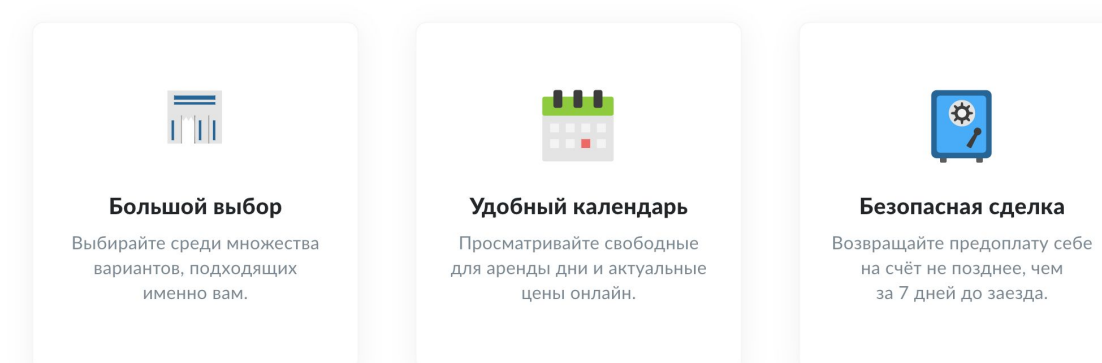 Большой выбор
Выбирайте среди множества
вариантов, подходящих
именно вам.
Удобный календарь
Просматривайте свободные
для аренды дни и актуальные
цены онлайн.
Безопасная сделка
Возвращайте предоплату себе
на счёт не позднее, чем
за 7 дней до заезда.